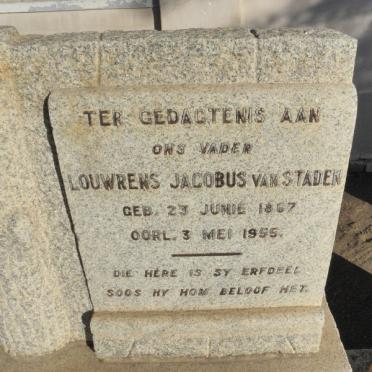 TER GEDAGTENIS AAN
ONS VADER
LOUWRENS JACOBUS VAN STADEN
GEB. 23 JUNIE 1867
OORL. 3 MEI 1955.
DIE HERE IS SY ERFDEEL
SOOS HY HOM BELOOF HET.